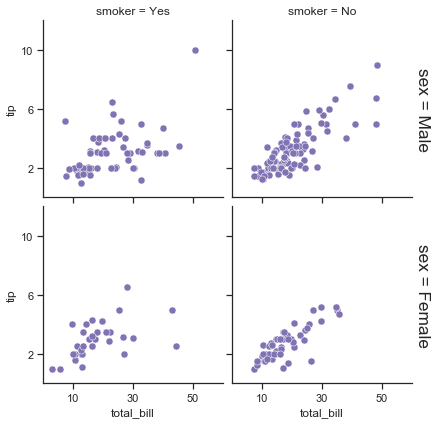 smoker = Yes
smoker = No
10
6
2
tip
sex = Male
10
6
2
tip
sex = Female
10
30
50
10
30
50
total_bill
total_bill